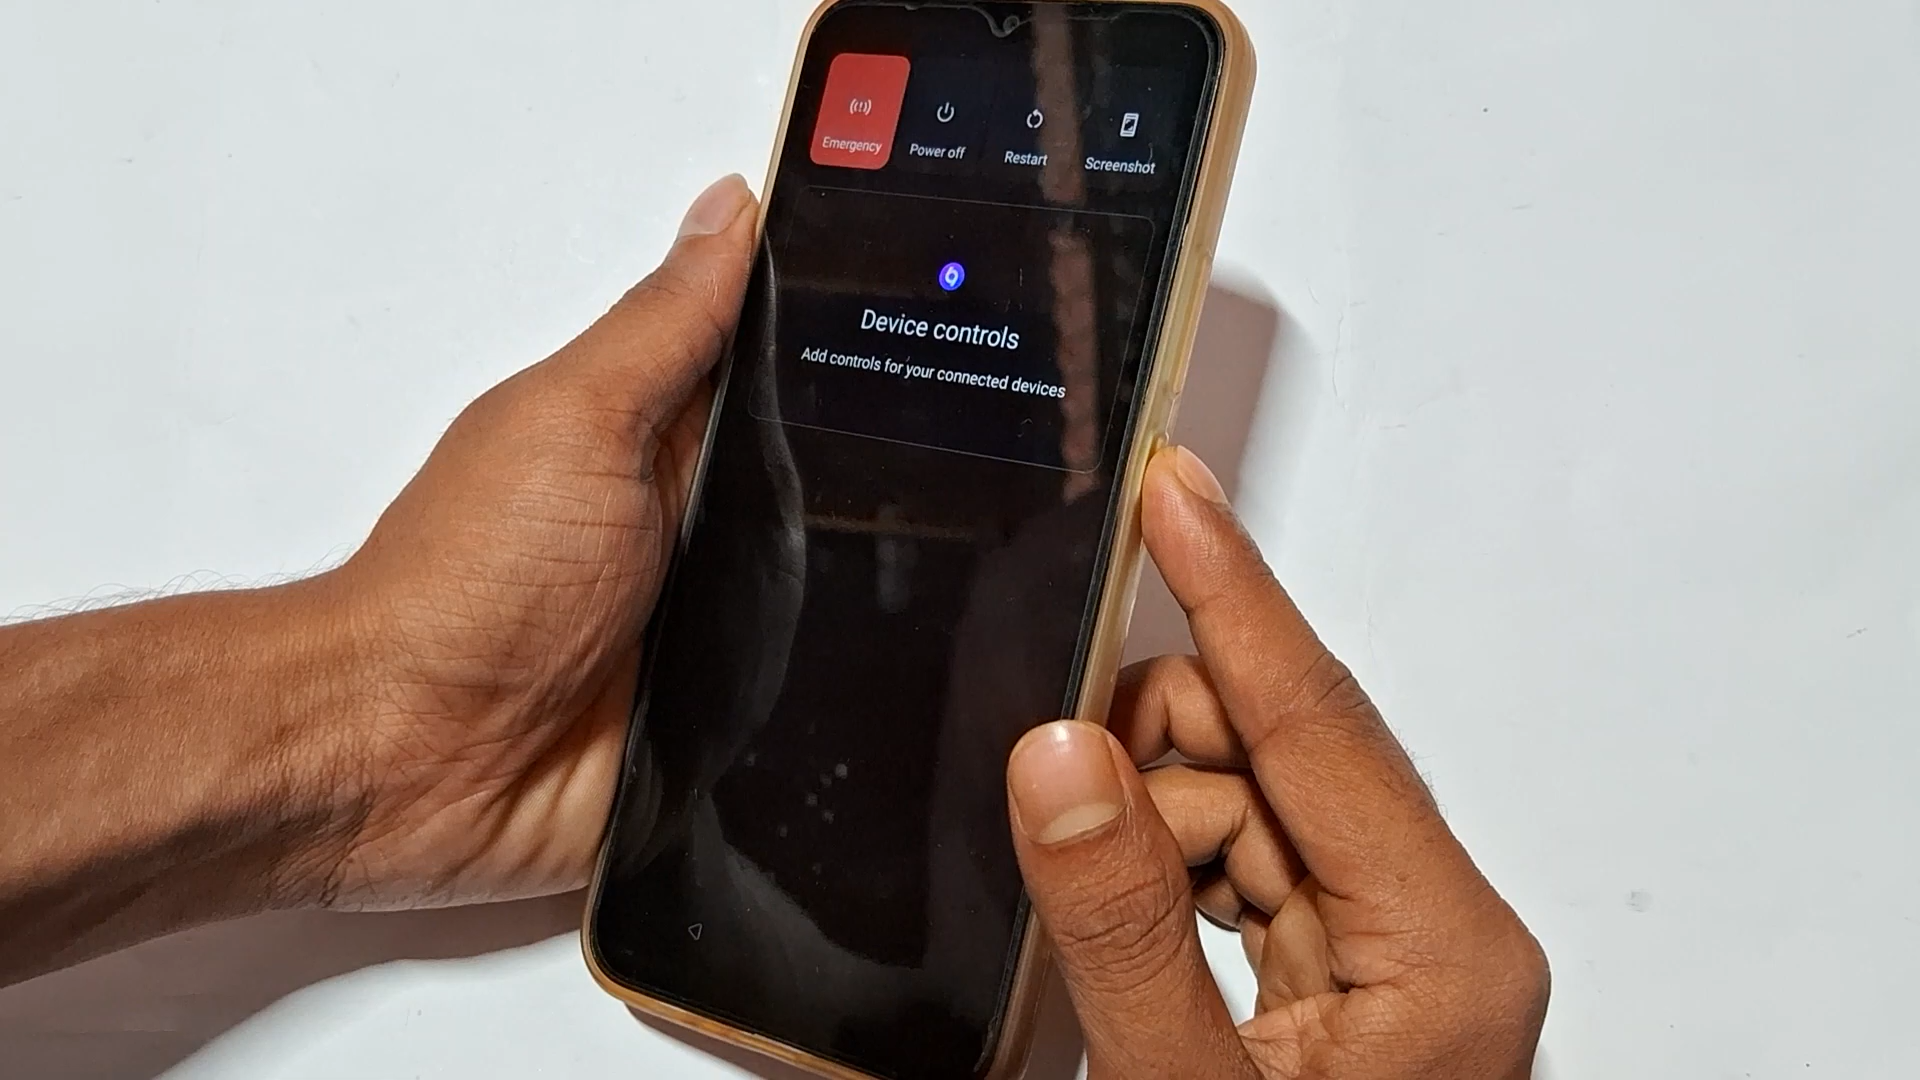 Emergency
Power off
Restart
Screenshot
Device controls
Add controls for your connected devices